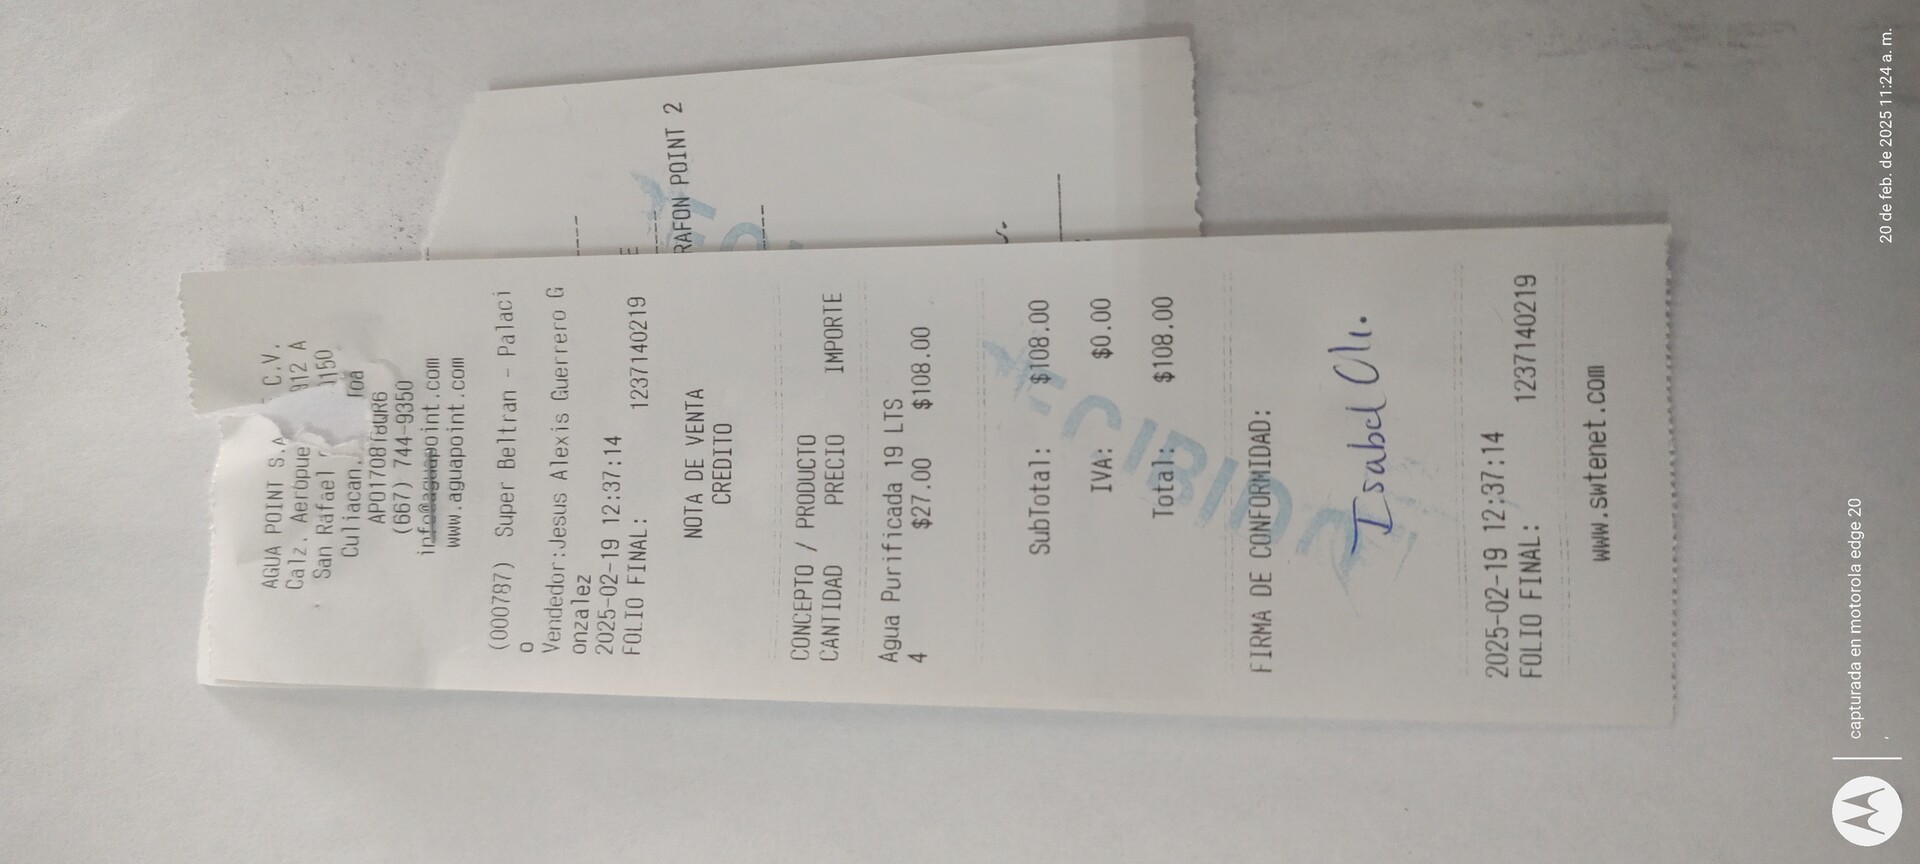 AGUA POINT S.A C.V.
Calz. Aeropue 912 A
San Rafael 1150
Culiacan,
(667) 744-9350
info@aguapoint.com
www.aguapoint.com
(000787) Super Beltran - Palaci
o
Vendedor:Jesus Alexis Guerrero G
onzalez
2025-02-19 12:37:14
FOLIO FINAL: 1237140219
NOTA DE VENTA
CREDITO
CONCEPTO / PRODUCTO
CANTIDAD PRECIO IMPORTE
Agua Purificada 19 LTS
4 $27.00 $108.00
SubTotal: $108.00
IVA: $0.00
Total: $108.00
CIBIDO
FIRMA DE CONFORMIDAD:
Isabel
2025-02-19 12:37:14
FOLIO FINAL: 1237140219
www.swtenet.com
RAFON POINT 2
capturada en motorola edge 20
20 de feb. de 2025 11:24 a. m.